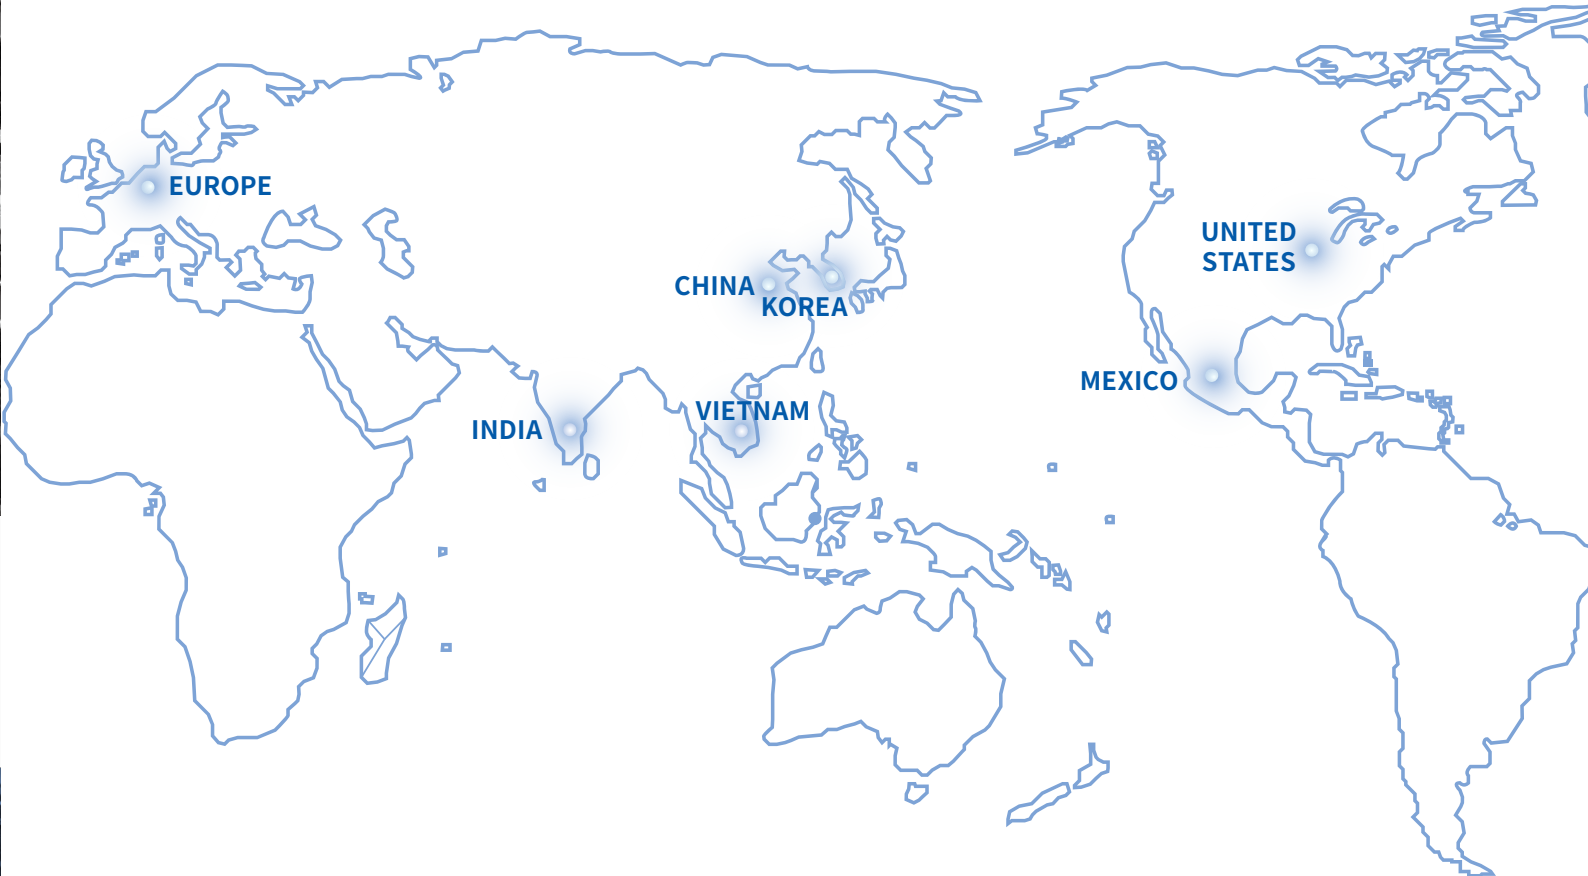 EUROPE
UNITED
STATES
CHINA
KOREA
MEXICO
VIETNAM
INDIA